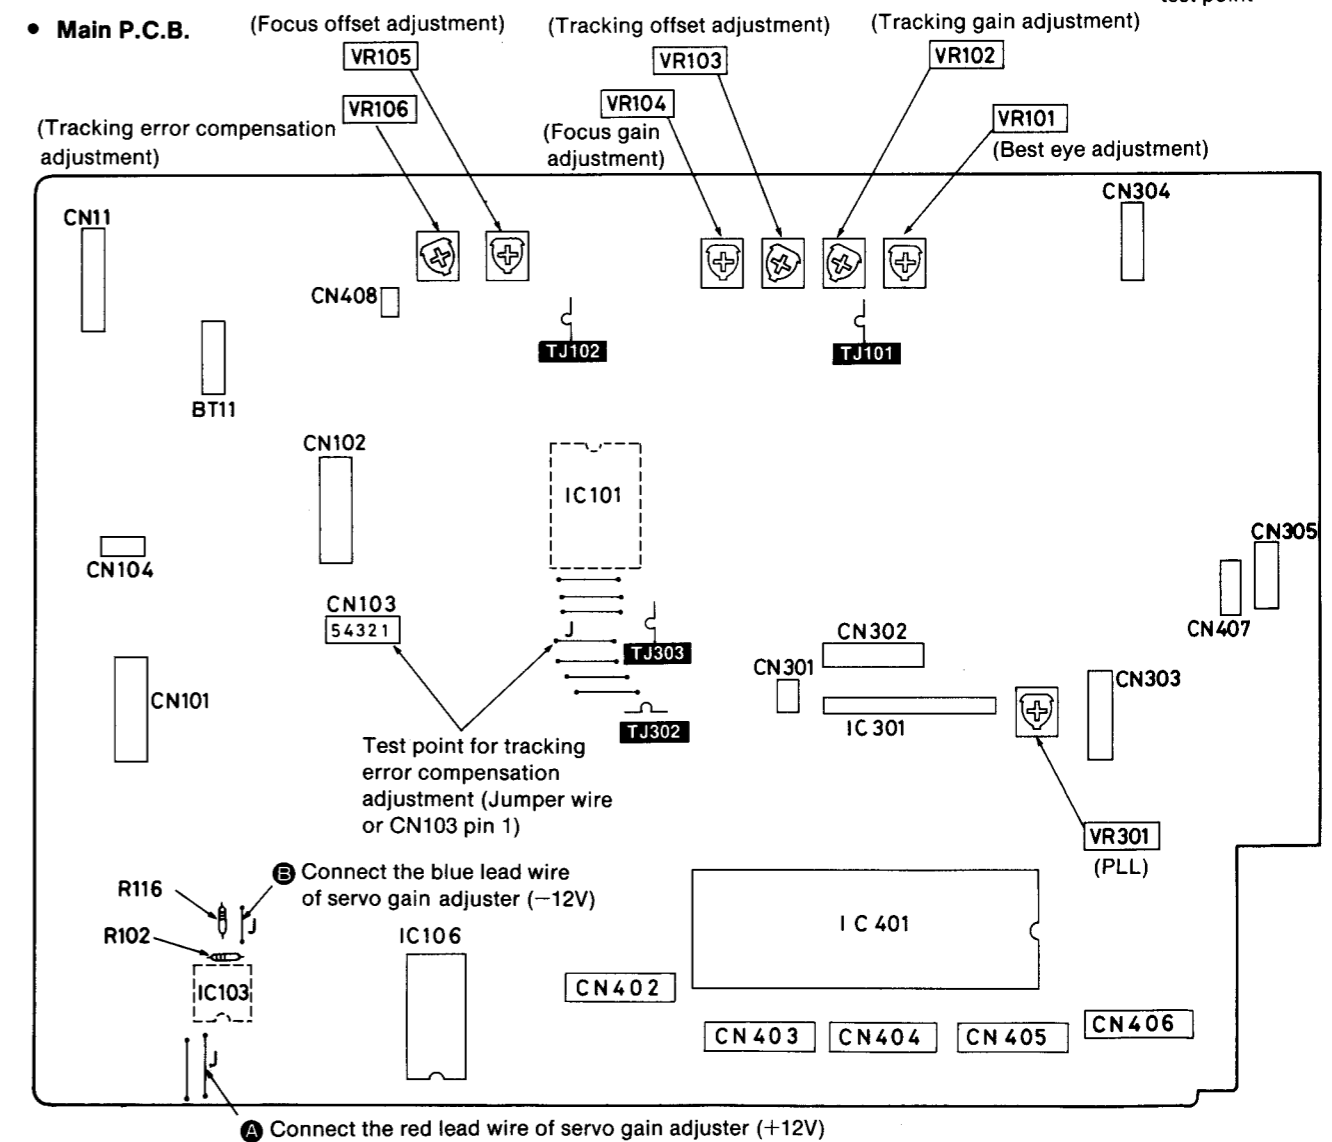 test point
• Main P.C.B.
(Focus offset adjustment)
(Tracking offset adjustment)
(Tracking gain adjustment)
VR105
VR103
VR102
VR106
VR104
VR101
(Tracking error compensation
adjustment)
(Focus gain
adjustment)
(Best eye adjustment)
CN304
CN11
CN408
TJ102
TJ101
BT11
CN102
IC101
CN305
CN104
CN103
54321
J
CN407
CN302
TJ303
CN301
CN303
CN101
IC301
TJ302
Test point for tracking
error compensation
adjustment (Jumper wire
or CN103 pin 1)
VR301
(PLL)
B Connect the blue lead wire
of servo gain adjuster (−12V)
R116
J
R102
IC106
IC401
IC103
CN402
CN403
CN404
CN405
CN406
J
A Connect the red lead wire of servo gain adjuster (+12V)